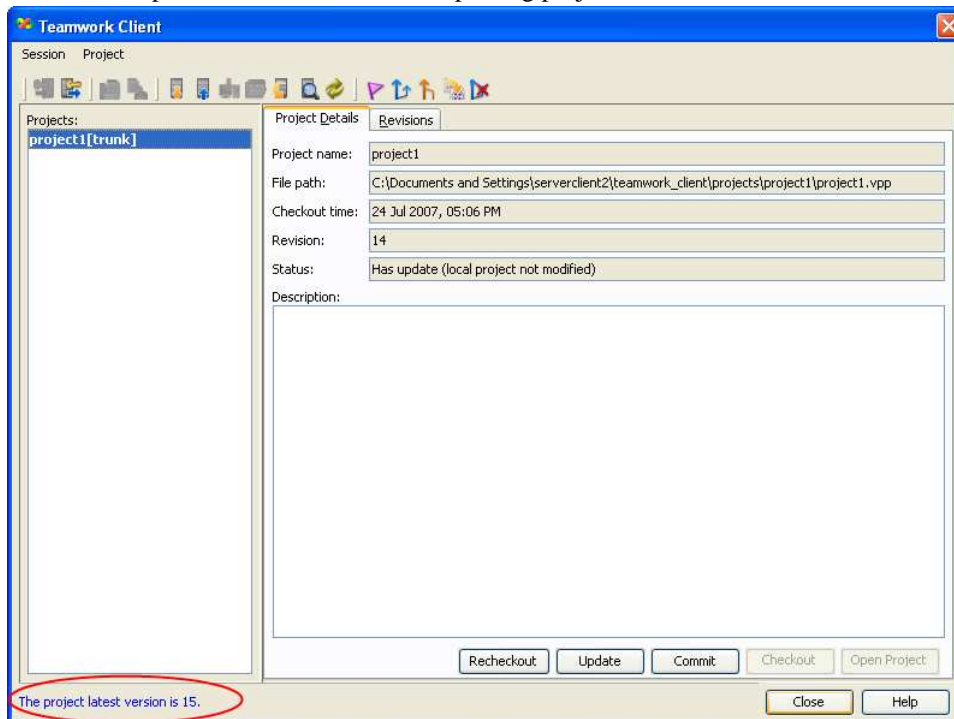 Teamwork Client
Session Project
Projects:
project1[trunk]
Project Details Revisions
Project name: project1
File path: C:\Documents and Settings\serverclient2\teamwork_client\projects\project1\project1.vpp
Checkout time: 24 Jul 2007, 05:06 PM
Revision: 14
Status: Has update (local project not modified)
Description:
Recheckout Update Commit Checkout Open Project
The project latest version is 15.
Close Help